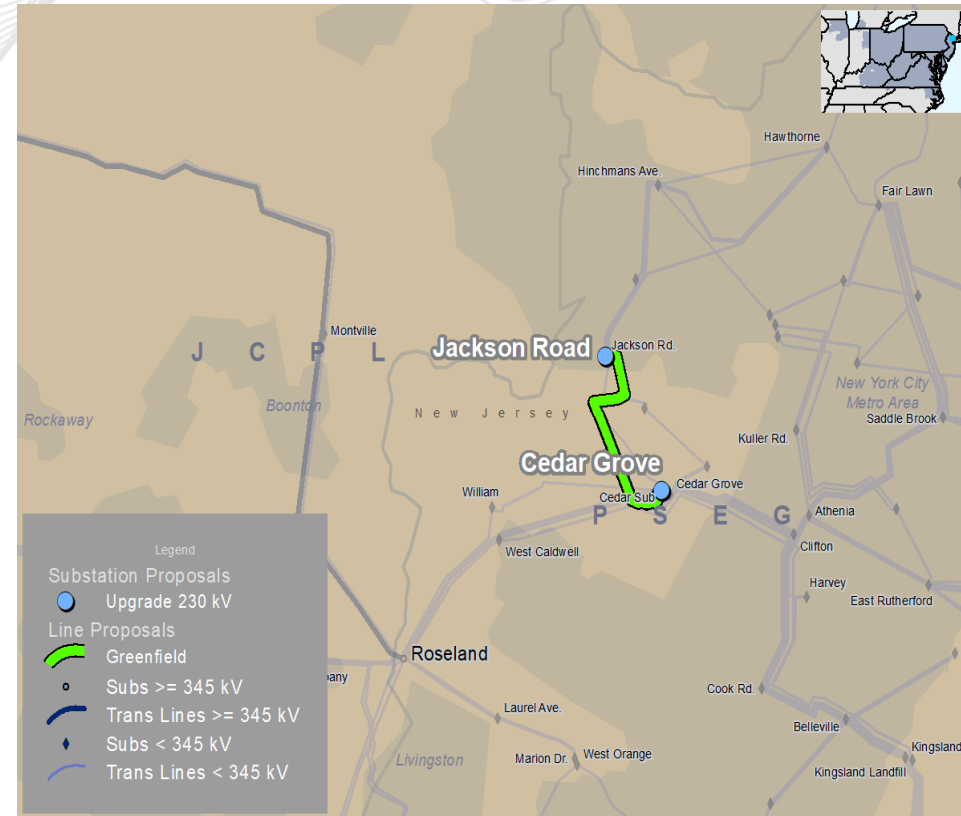 Hawthorne
Hinchmans Ave.
Fair Lawn
Montville
J C P L
Jackson Road
Jackson Rd.
New York City
Metro Area
Rockaway
Boonton
New Jersey
Saddle Brook
Kuller Rd.
Cedar Grove
William
Cedar Sub
Cedar Grove
P S E G
Athenia
West Caldwell
Clifton
Harvey
East Rutherford
Legend
Substation Proposals
Upgrade 230 kV
Line Proposals
Greenfield
Subs >= 345 kV
Trans Lines >= 345 kV
Subs < 345 kV
Trans Lines < 345 kV
Roseland
Cook Rd.
Laurel Ave.
Belleville
Livingston
Marion Dr.
West Orange
Kingsland
Kingsland Landfill